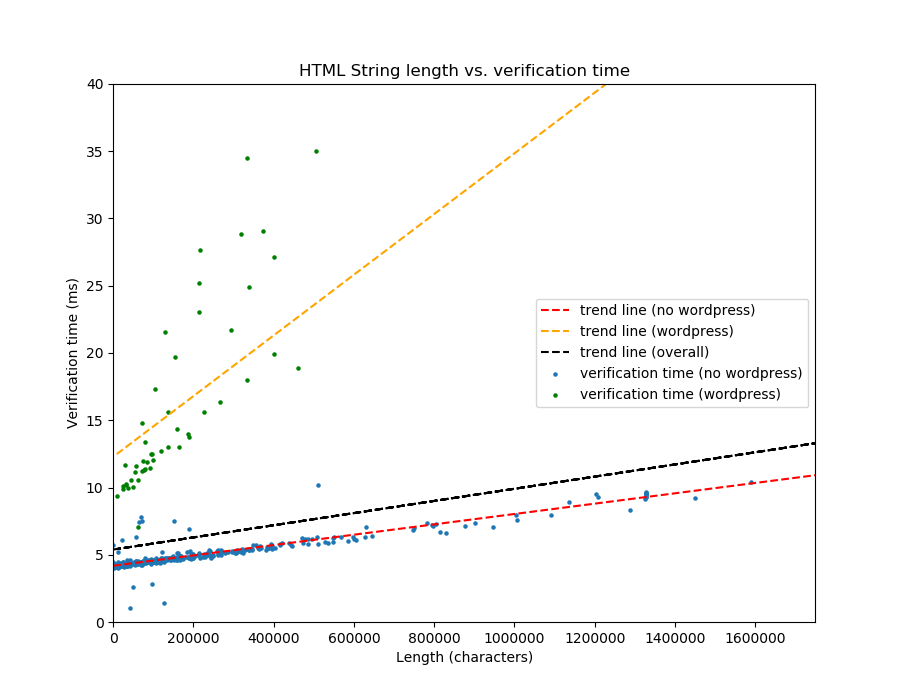 HTML String length vs. verification time
40
35
30
25
20
15
10
5
0
Verification time (ms)
trend line (no wordpress)
trend line (wordpress)
trend line (overall)
verification time (no wordpress)
verification time (wordpress)
0 200000 400000 600000 800000 1000000 1200000 1400000 1600000
Length (characters)